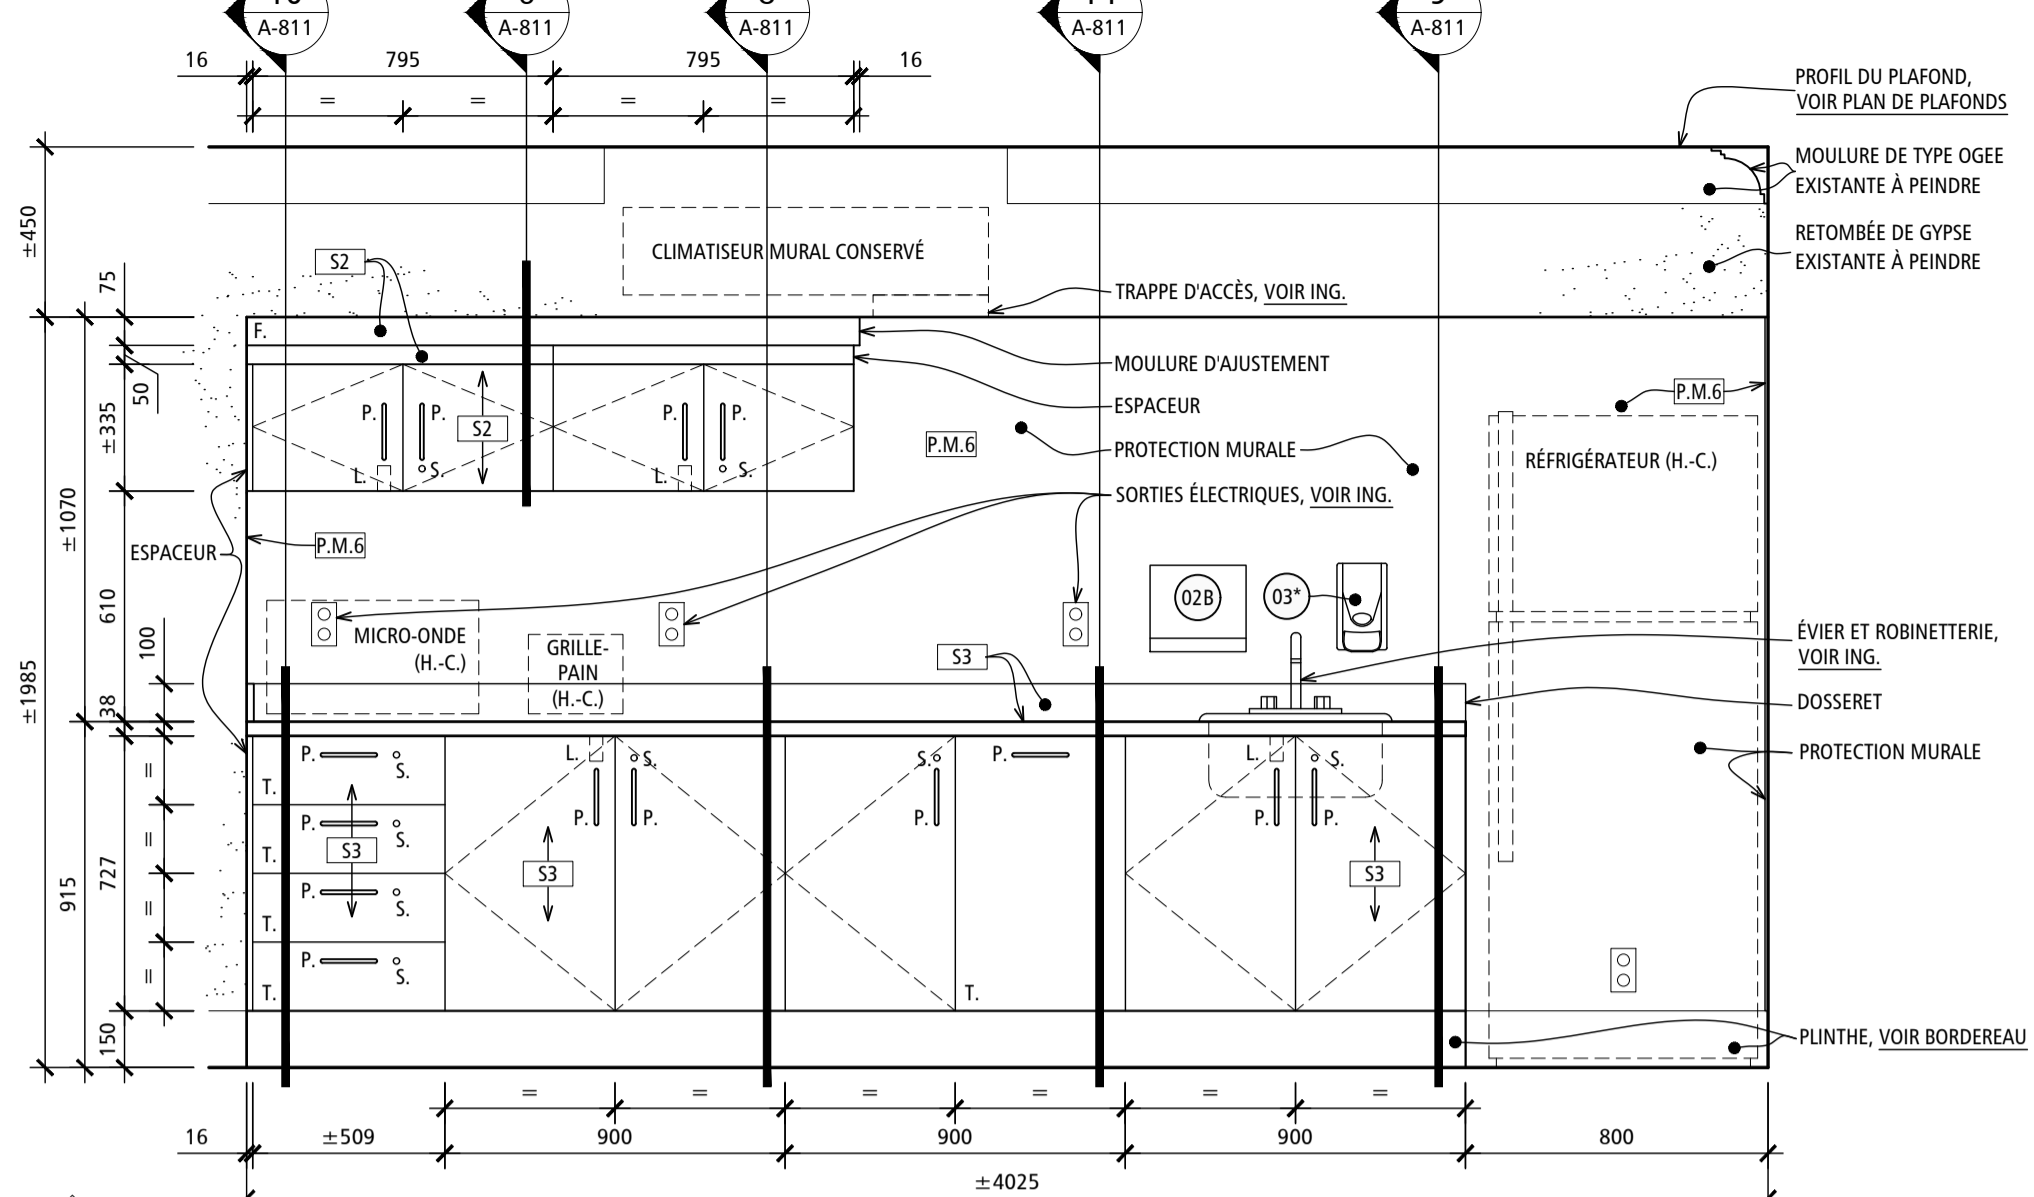 A-811
A-811
A-811
A-811
A-811
16
795
795
16
=
=
=
=
PROFIL DU PLAFOND,
VOIR PLAN DE PLAFONDS
MOULURE DE TYPE OGEE
EXISTANTE À PEINDRE
RETOMBÉE DE GYPSE
EXISTANTE À PEINDRE
±450
75
50
±335
±1070
610
100
38
±1985
915
727
150
=
=
=
=
S2
CLIMATISEUR MURAL CONSERVÉ
TRAPPE D'ACCÈS, VOIR ING.
F.
MOULURE D'AJUSTEMENT
ESPACEUR
P.
P.
S2
L.
S.
P.
P.
L.
S.
P.M.6
PROTECTION MURALE
P.M.6
RÉFRIGÉRATEUR (H.-C.)
SORTIES ÉLECTRIQUES, VOIR ING.
ESPACEUR
P.M.6
MICRO-ONDE
(H.-C.)
GRILLE-
PAIN
(H.-C.)
02B
03*
S3
ÉVIER ET ROBINETTERIE,
VOIR ING.
DOSSERET
PROTECTION MURALE
P.
S.
T.
P.
S.
T.
S3
P.
S.
T.
P.
S.
T.
L.
S.
P.
P.
S3
S.
P.
P.
T.
L.
S.
P.
P.
S3
PLINTHE, VOIR BORDEREAU
=
=
=
=
=
=
16
±509
900
900
900
800
±4025